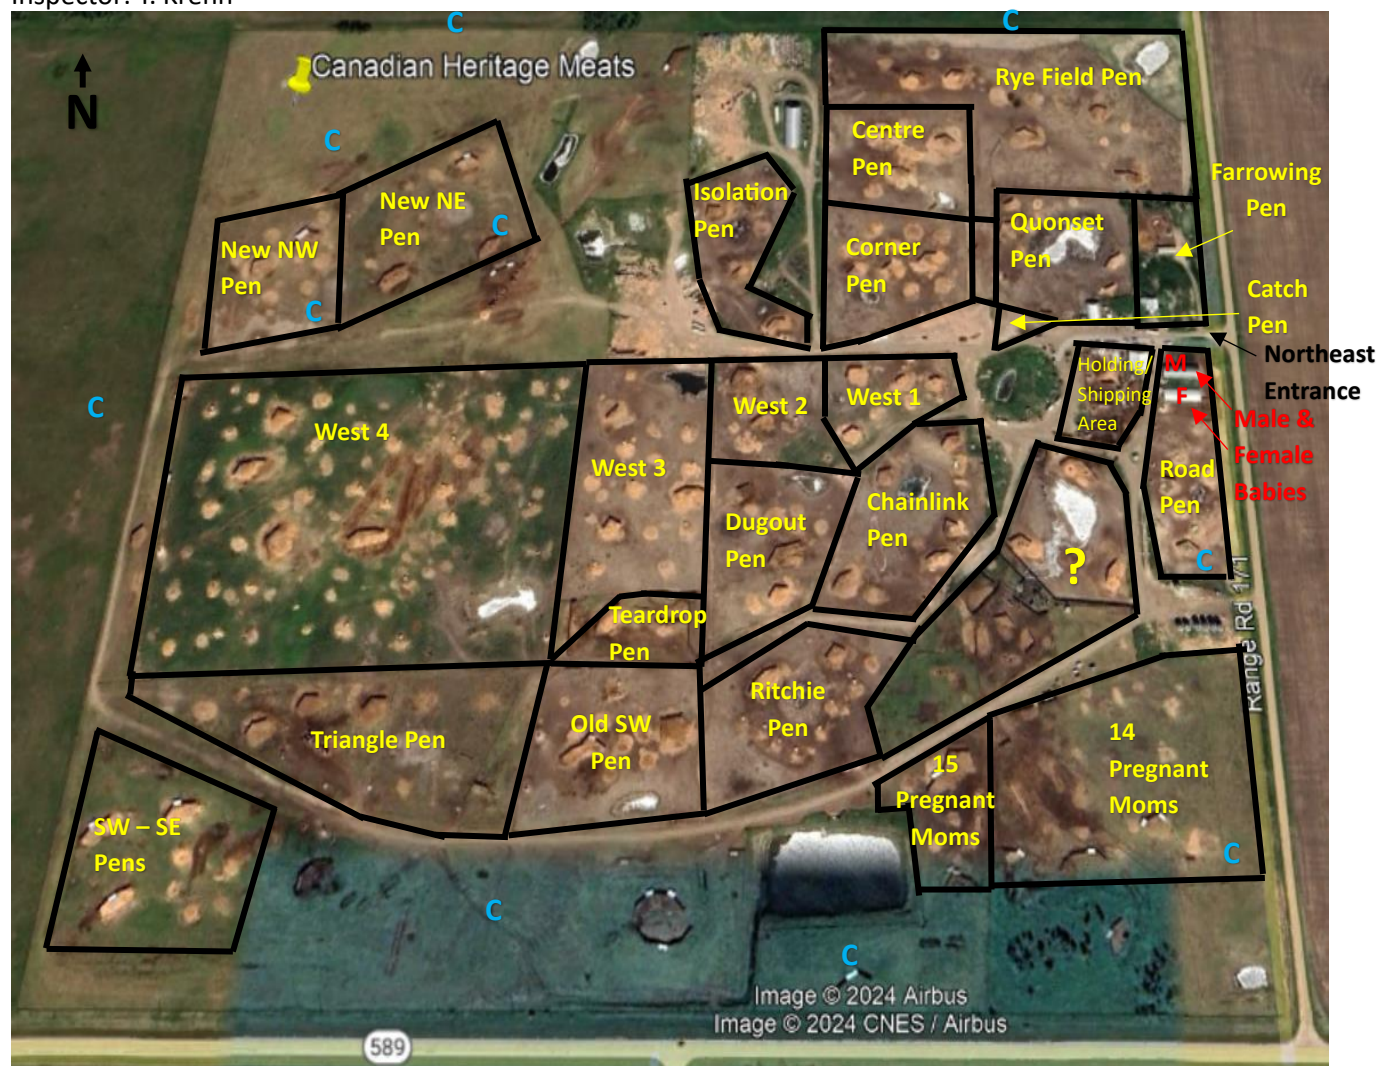 C
C
Canadian Heritage Meats
N
Rye Field Pen
Centre
Pen
C
Farrowing
Pen
Isolation
Pen
New NE
Pen
C
Quonset
Pen
New NW
Pen
C
Corner
Pen
Catch
Pen
Northeast
Entrance
Holding/
Shipping
Area
M
F
Male &
Female
Babies
C
West 4
West 3
West 2
West 1
Road
Pen
C
Chainlink
Pen
Dugout
Pen
?
Range Rd 171
Teardrop
Pen
Ritchie
Pen
Old SW
Pen
Triangle Pen
14
Pregnant
Moms
C
15
Pregnant
Moms
SW – SE
Pens
C
C
Image © 2024 Airbus
Image © 2024 CNES / Airbus
589